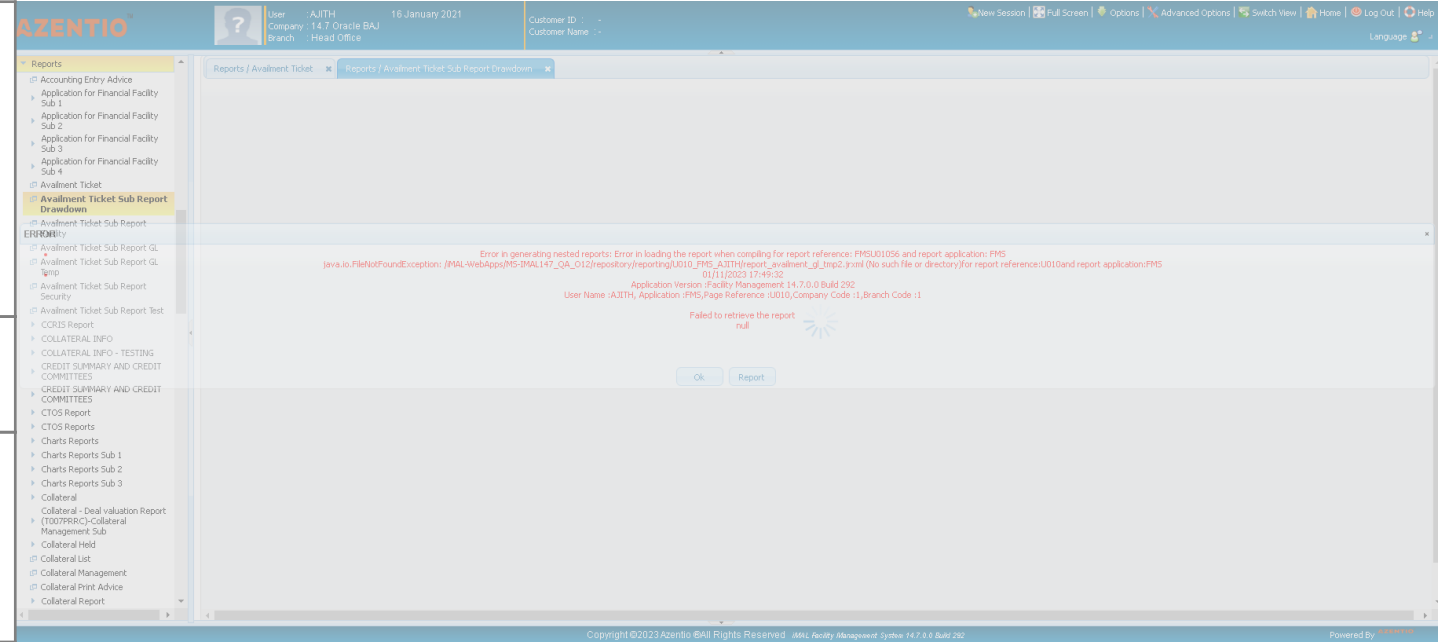 AZENTIO
User : AJITH 16 January 2021
Company : 14.7 Oracle BAJ
Branch : Head Office
Customer ID : -
Customer Name : -
New Session | Full Screen | Options | Advanced Options | Switch View | Home | Log Out | Help
Language
Reports
Accounting Entry Advice
Application for Financial Facility
Sub 1
Application for Financial Facility
Sub 2
Application for Financial Facility
Sub 3
Application for Financial Facility
Sub 4
Availment Ticket
Availment Ticket Sub Report
Drawdown
Availment Ticket Sub Report
Availment Ticket Sub Report GL
Availment Ticket Sub Report GL
Temp
Availment Ticket Sub Report
Security
Availment Ticket Sub Report Test
CCRIS Report
COLLATERAL INFO
COLLATERAL INFO - TESTING
CREDIT SUMMARY AND CREDIT
COMMITTEES
CREDIT SUMMARY AND CREDIT
COMMITTEES
CTOS Report
CTOS Reports
Charts Reports
Charts Reports Sub 1
Charts Reports Sub 2
Charts Reports Sub 3
Collateral
Collateral - Deal valuation Report
(T007PRRC)-Collateral
Management Sub
Collateral Held
Collateral List
Collateral Management
Collateral Print Advice
Collateral Report
Reports / Availment Ticket
Reports / Availment Ticket Sub Report Drawdown
ERROR
Error in generating nested reports: Error in loading the report when compiling for report reference: FMSU01056 and report application: FMS
java.io.FileNotFoundException: /iMAL-WebApps/MS-IMAL147_QA_O12/repository/reporting/U010_FMS_AJITH/report_availment_gl_tmp2.jrxml (No such file or directory)for report reference:U010and report application:FMS
01/11/2023 17:49:32
Application Version :Facility Management 14.7.0.0 Build 292
User Name :AJITH, Application :FMS,Page Reference :U010,Company Code :1,Branch Code :1
Failed to retrieve the report
null
Ok
Report
Copyright ©2023 Azentio ®All Rights Reserved iMAL Facility Management System 14.7.0.0 Build 292
Powered By